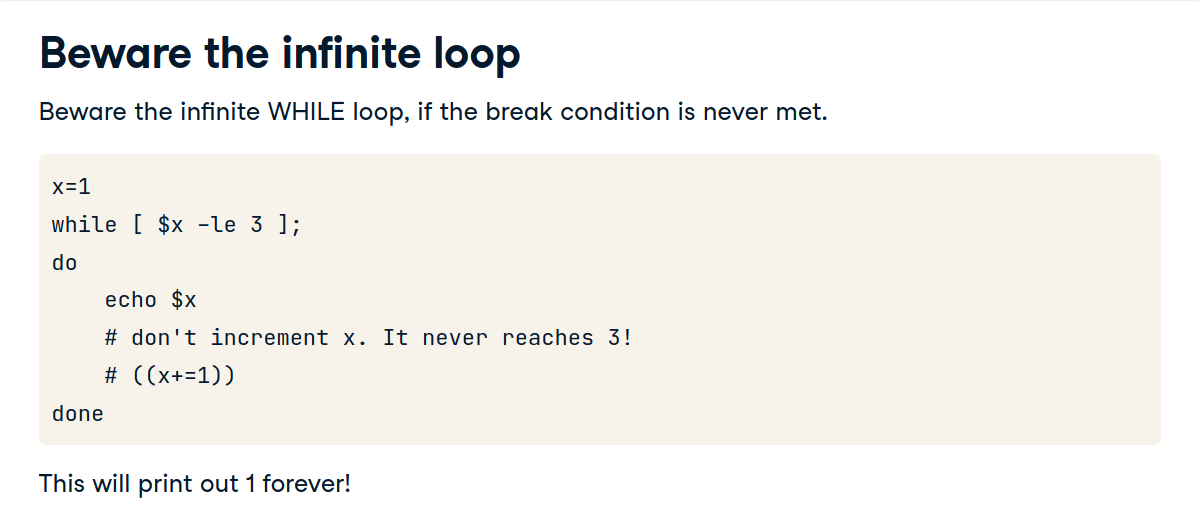 Beware the infinite loop
Beware the infinite WHILE loop, if the break condition is never met.
x=1
while [ $x -le 3 ];
do
    echo $x
    # don't increment x. It never reaches 3!
    # ((x+=1))
done
This will print out 1 forever!